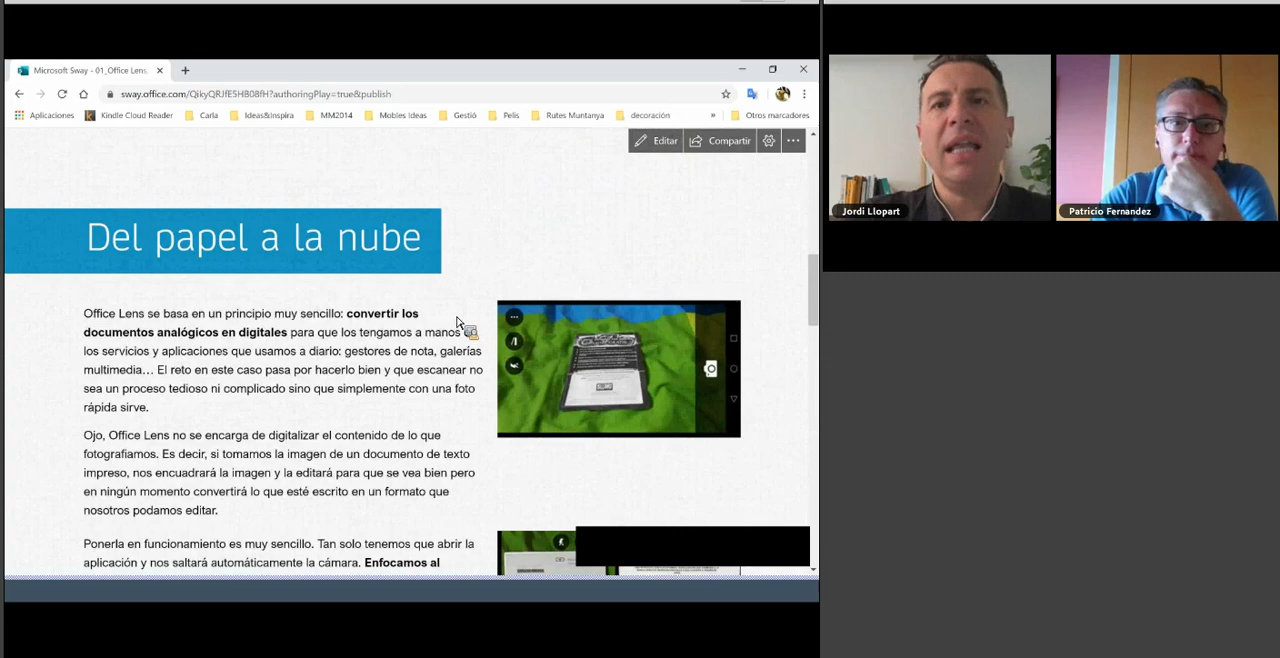 Microsoft Sway - 01_Office Lens.
sway.office.com/QikyQRJfE5HB08fH?authoringPlay=true&publish
Aplicaciones Kindle Cloud Reader Carla Ideas&Inspira MM2014 Mobles Ideas Gestió Pelis Rutes Muntanya decoración » Otros marcadores
Editar Compartir
Del papel a la nube
Office Lens se basa en un principio muy sencillo: convertir los
documentos analógicos en digitales para que los tengamos a manos
los servicios y aplicaciones que usamos a diario: gestores de nota, galerías
multimedia… El reto en este caso pasa por hacerlo bien y que escanear no
sea un proceso tedioso ni complicado sino que simplemente con una foto
rápida sirve.
Ojo, Office Lens no se encarga de digitalizar el contenido de lo que
fotografiamos. Es decir, si tomamos la imagen de un documento de texto
impreso, nos encuadrará la imagen y la editará para que se vea bien pero
en ningún momento convertirá lo que esté escrito en un formato que
nosotros podamos editar.
Ponerla en funcionamiento es muy sencillo. Tan solo tenemos que abrir la
aplicación y nos saltará automáticamente la cámara. Enfocamos al
Jordi Llopart
Patricio Fernandez